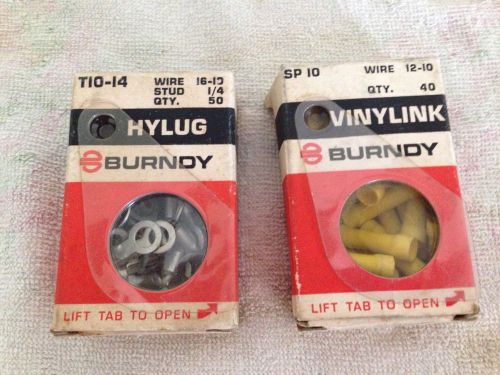 T10-14 WIRE 16-10
STUD 1/4
QTY. 50
HYLUG
BURNDY
LIFT TAB TO OPEN
SP 10 WIRE 12-10
QTY. 40
VINYLINK
BURNDY
LIFT TAB TO OPEN